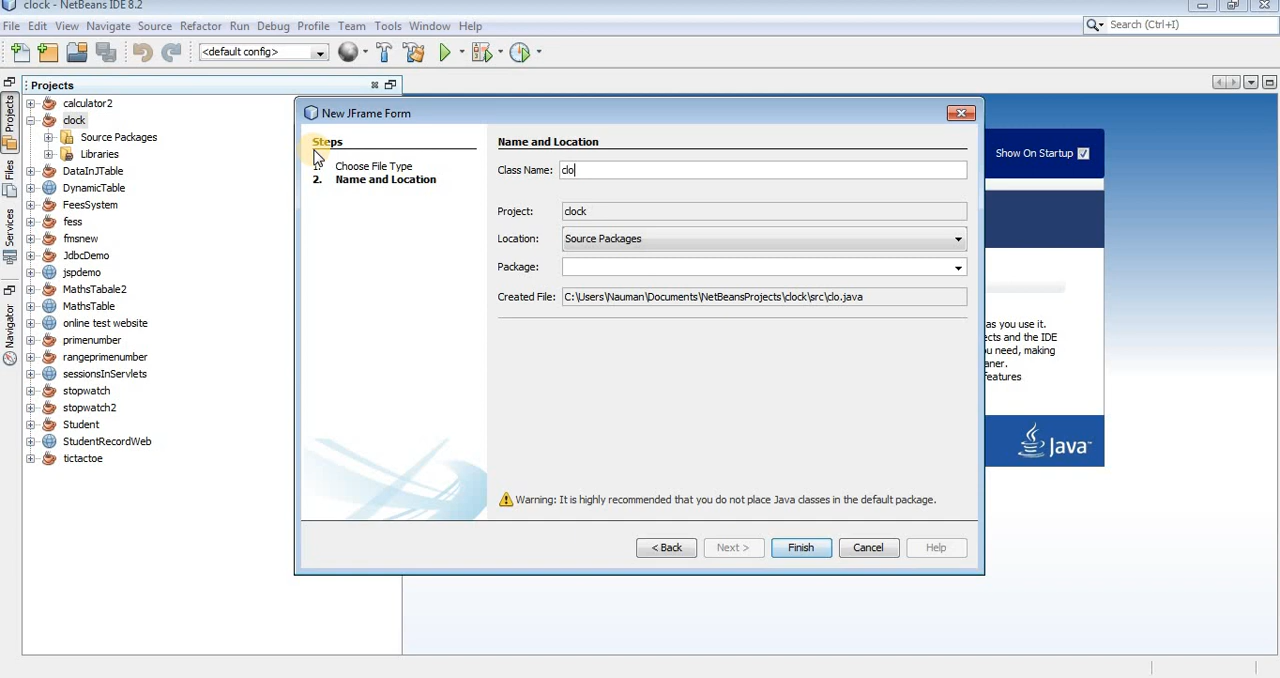 clock - NetBeans IDE 8.2
File Edit View Navigate Source Refactor Run Debug Profile Team Tools Window Help
Search (Ctrl+I)
<default config>
Projects
Projects
Files
Services
Navigator
calculator2
clock
Source Packages
Libraries
DataInJTable
DynamicTable
FeesSystem
fess
fmsnew
JdbcDemo
jspdemo
MathsTabale2
MathsTable
online test website
primenumber
rangeprimenumber
sessionsInServlets
stopwatch
stopwatch2
Student
StudentRecordWeb
tictactoe
New JFrame Form
Steps
1. Choose File Type
2. Name and Location
Name and Location
Class Name: clo
Project: clock
Location: Source Packages
Package:
Created File: C:\Users\Nauman\Documents\NetBeansProjects\clock\src\clo.java
Warning: It is highly recommended that you do not place Java classes in the default package.
< Back Next > Finish Cancel Help
Show On Startup
as you use it.
ects and the IDE
u need, making
aner.
features
Java